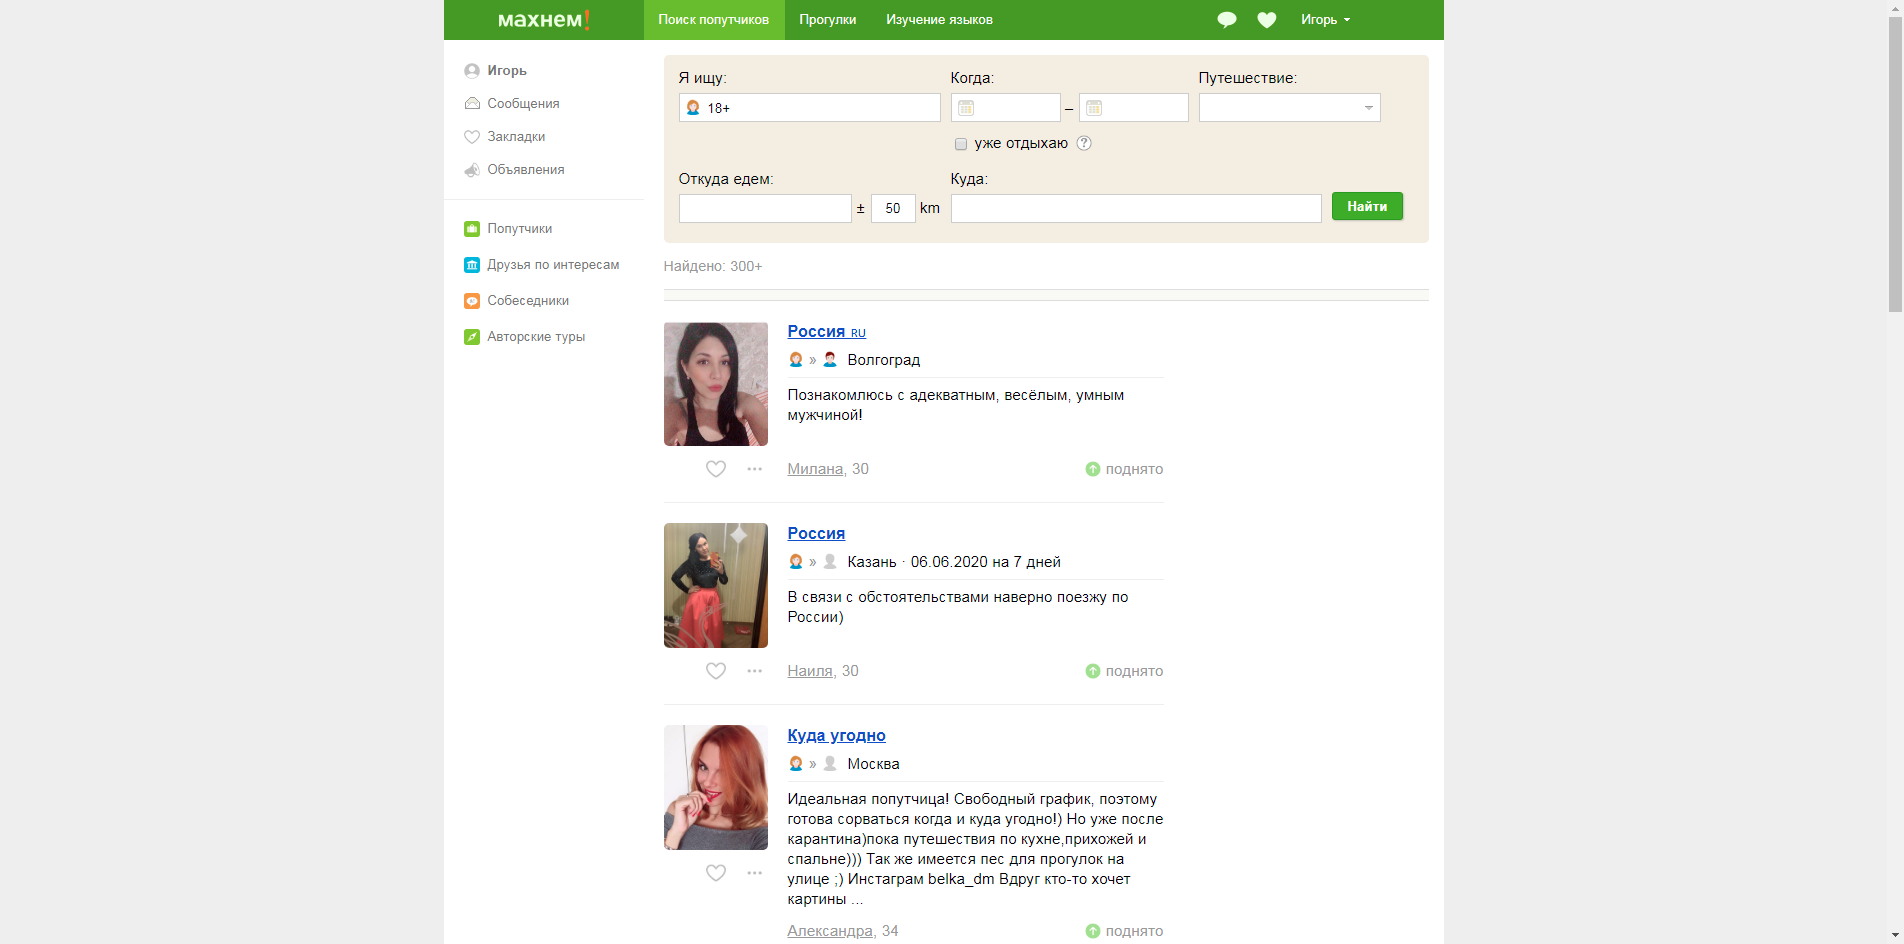 махнем!
Поиск попутчиков
Прогулки
Изучение языков
Игорь
Игорь
Сообщения
Закладки
Объявления
Попутчики
Друзья по интересам
Собеседники
Авторские туры
Я ищу:
Когда:
Путешествие:
18+
–
уже отдыхаю ?
Откуда едем:
Куда:
± 50 km
Найти
Найдено: 300+
Россия RU
» Волгоград
Познакомлюсь с адекватным, весёлым, умным
мужчиной!
Милана, 30
поднято
Россия
» Казань · 06.06.2020 на 7 дней
В связи с обстоятельствами наверно поезжу по
России)
Наиля, 30
поднято
Куда угодно
» Москва
Идеальная попутчица! Свободный график, поэтому
готова сорваться когда и куда угодно!) Но уже после
карантина)пока путешествия по кухне,прихожей и
спальне))) Так же имеется пес для прогулок на
улице ;) Инстаграм belka_dm Вдруг кто-то хочет
картины ...
Александра, 34
поднято